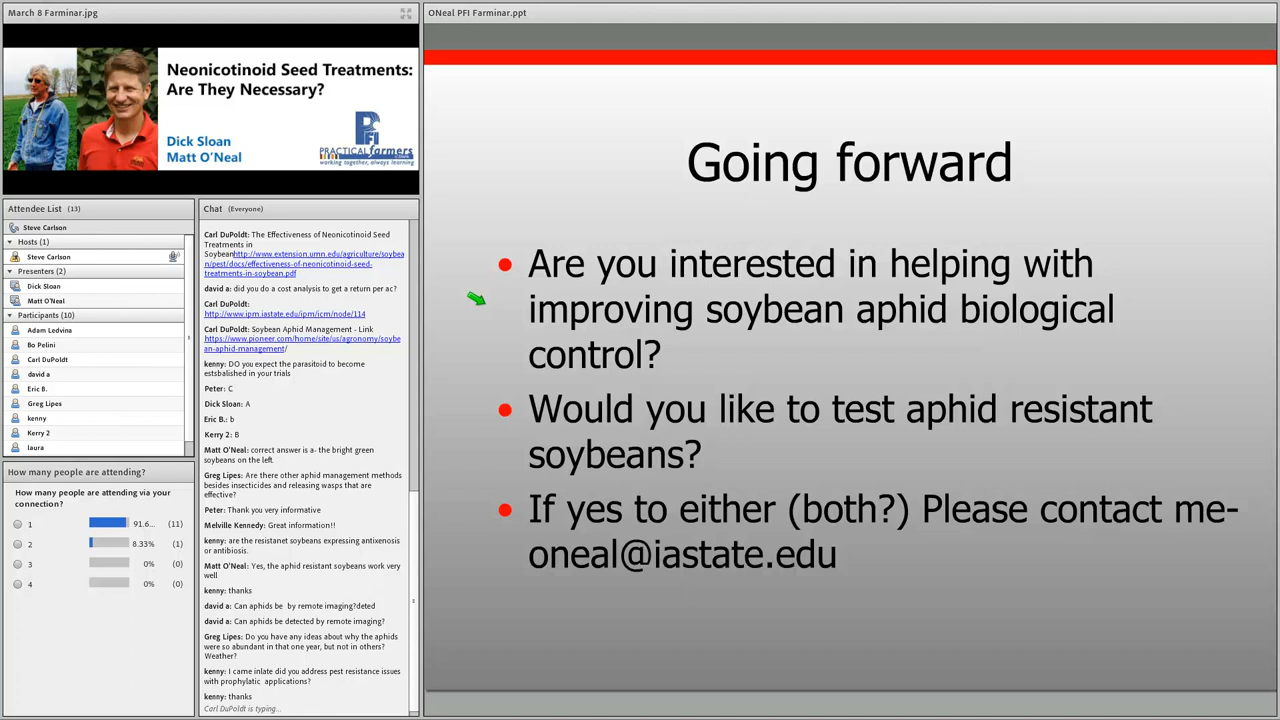 March 8 Farminar.jpg
Neonicotinoid Seed Treatments:
Are They Necessary?
Dick Sloan
Matt O'Neal
PFI
PRACTICAL farmers
working together, always learning
Attendee List (13)
Steve Carlson
Hosts (1)
Steve Carlson
Presenters (2)
Dick Sloan
Matt O'Neal
Participants (10)
Adam Ledvina
Bo Pelini
Carl DuPoldt
david a
Eric B.
Greg Lipes
kenny
Kerry 2
laura
How many people are attending?
How many people are attending via your
connection?
1 91.6... (11)
2 8.33% (1)
3 0% (0)
4 0% (0)
Chat (Everyone)
Carl DuPoldt: The Effectiveness of Neonicotinoid Seed
Treatments in
Soybeanhttp://www.extension.umn.edu/agriculture/soybea
n/pest/docs/effectiveness-of-neonicotinoid-seed-
treatments-in-soybean.pdf
david a: did you do a cost analysis to get a return per ac?
Carl DuPoldt:
http://www.ipm.iastate.edu/ipm/icm/node/114
Carl DuPoldt: Soybean Aphid Management - Link
https://www.pioneer.com/home/site/us/agronomy/soybe
an-aphid-management/
kenny: DO you expect the parasitoid to become
estsbalished in your trials
Peter: C
Dick Sloan: A
Eric B.: b
Kerry 2: B
Matt O'Neal: correct answer is a- the bright green
soybeans on the left.
Greg Lipes: Are there other aphid management methods
besides insecticides and releasing wasps that are
effective?
Peter: Thank you very informative
Melville Kennedy: Great information!!
kenny: are the resistanet soybeans expressing antixenosis
or antibiosis.
Matt O'Neal: Yes, the aphid resistant soybeans work very
well
kenny: thanks
david a: Can aphids be  by remote imaging?deted
david a: Can aphids be detected by remote imaging?
Greg Lipes: Do you have any ideas about why the aphids
were so abundant in that one year, but not in others?
Weather?
kenny: I came inlate did you address pest resistance issues
with prophylatic  applications?
kenny: thanks
Carl DuPoldt is typing...
ONeal PFI Farminar.ppt
Going forward
• Are you interested in helping with
improving soybean aphid biological
control?
• Would you like to test aphid resistant
soybeans?
• If yes to either (both?) Please contact me-
oneal@iastate.edu